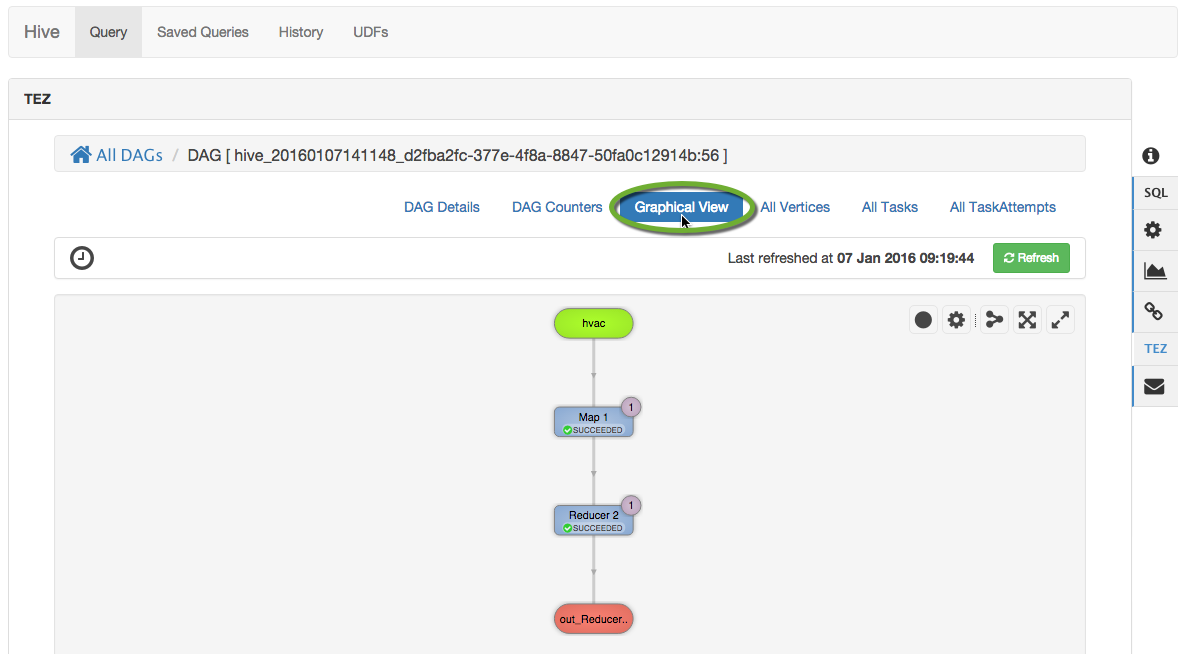 Hive Query Saved Queries History UDFs
TEZ
All DAGs / DAG [ hive_20160107141148_d2fba2fc-377e-4f8a-8847-50fa0c12914b:56 ]
DAG Details DAG Counters Graphical View All Vertices All Tasks All TaskAttempts
Last refreshed at 07 Jan 2016 09:19:44 Refresh
hvac
1
Map 1
SUCCEEDED
1
Reducer 2
SUCCEEDED
out_Reducer..
SQL
TEZ